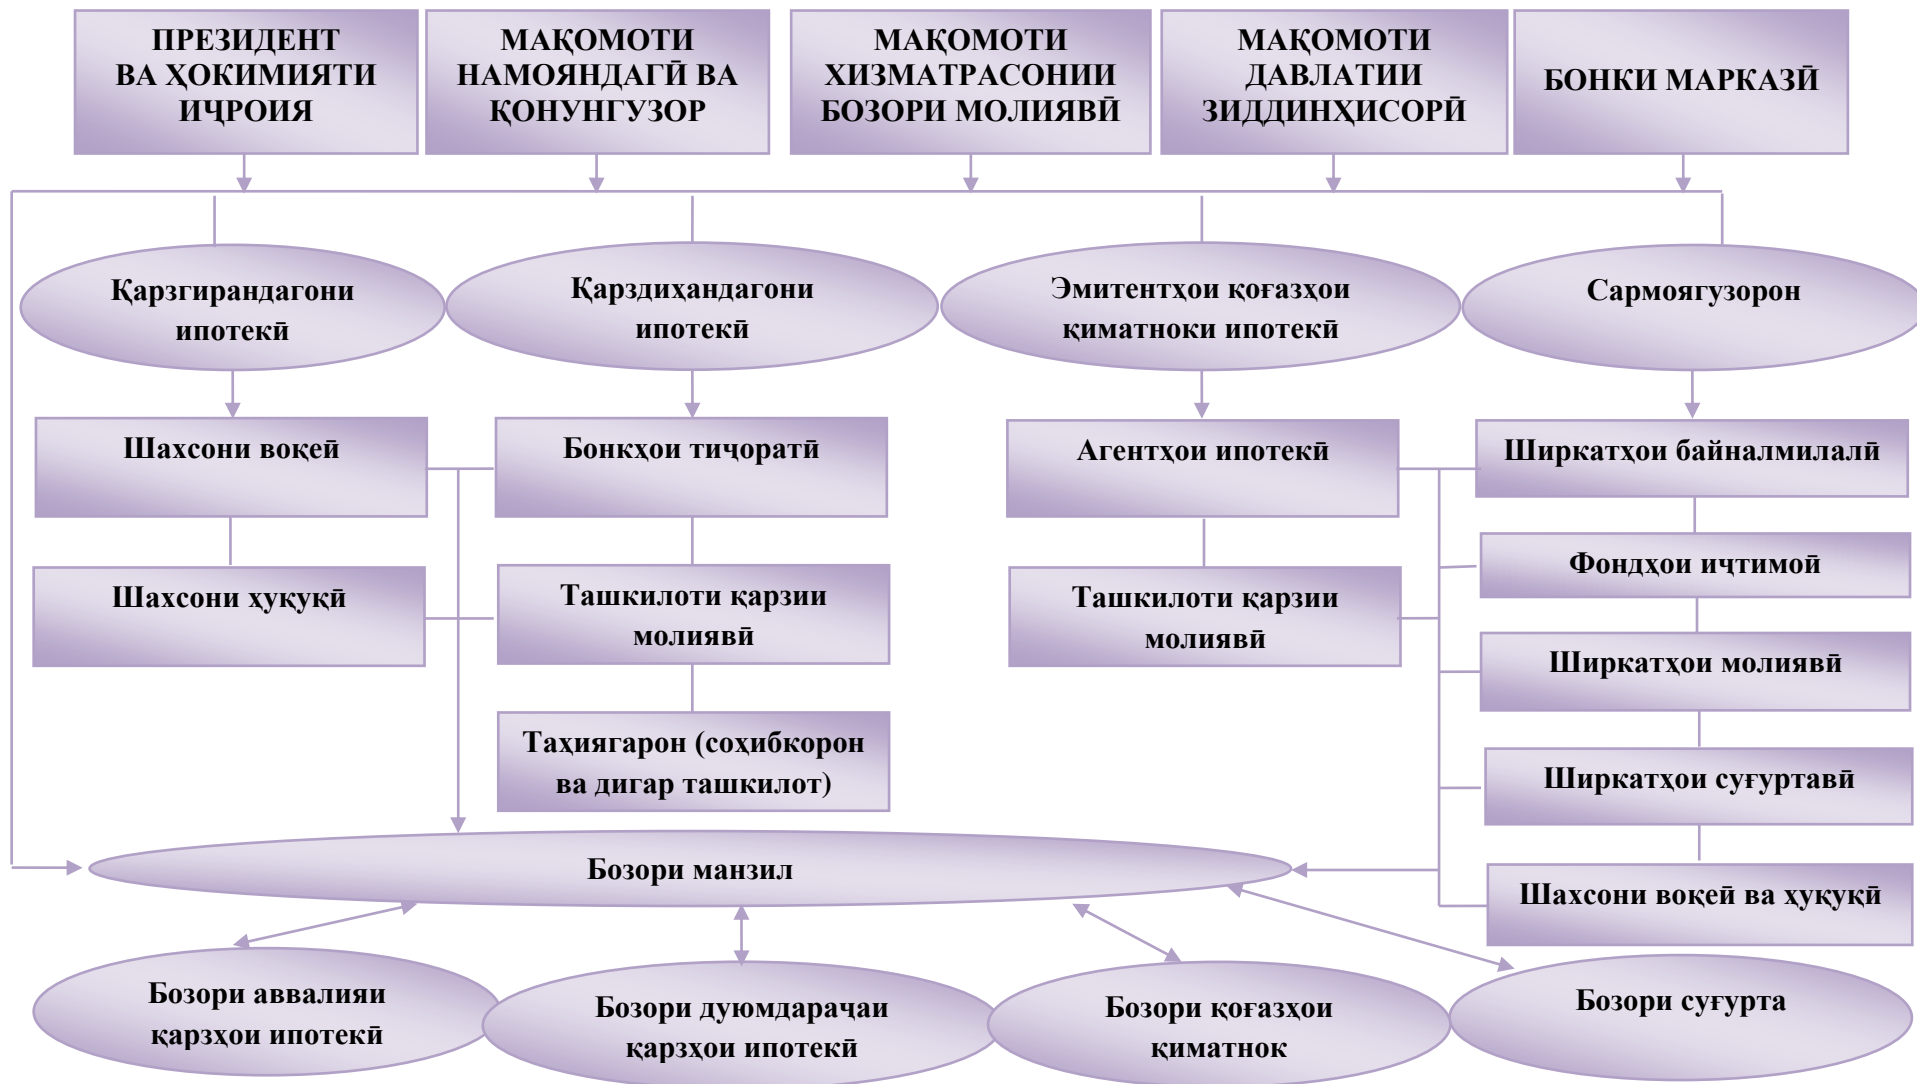 ПРЕЗИДЕНТ
ВА ҲОКИМИЯТИ
ИҶРОИЯ
МАҚОМОТИ
НАМОЯНДАГӢ ВА
ҚОНУНГУЗОР
МАҚОМОТИ
ХИЗМАТРАСОНИИ
БОЗОРИ МОЛИЯВӢ
МАҚОМОТИ
ДАВЛАТИИ
ЗИДДИНҲИСОРӢ
БОНКИ МАРКАЗӢ
Қарзгирандагони
ипотекӣ
Қарздиҳандагони
ипотекӣ
Эмитентҳои қоғазҳои
қиматноки ипотекӣ
Сармоягузорон
Шахсони воқеӣ
Бонкҳои тиҷоратӣ
Агентҳои ипотекӣ
Ширкатҳои байналмилалӣ
Шахсони ҳуқуқӣ
Ташкилоти қарзии
молиявӣ
Ташкилоти қарзии
молиявӣ
Фондҳои иҷтимоӣ
Ширкатҳои молиявӣ
Таҳиягарон (соҳибкорон
ва дигар ташкилот)
Ширкатҳои суғуртавӣ
Бозори манзил
Шахсони воқеӣ ва ҳуқуқӣ
Бозори аввалияи
қарзҳои ипотекӣ
Бозори дуюмдараҷаи
қарзҳои ипотекӣ
Бозори қоғазҳои
қиматнок
Бозори суғурта